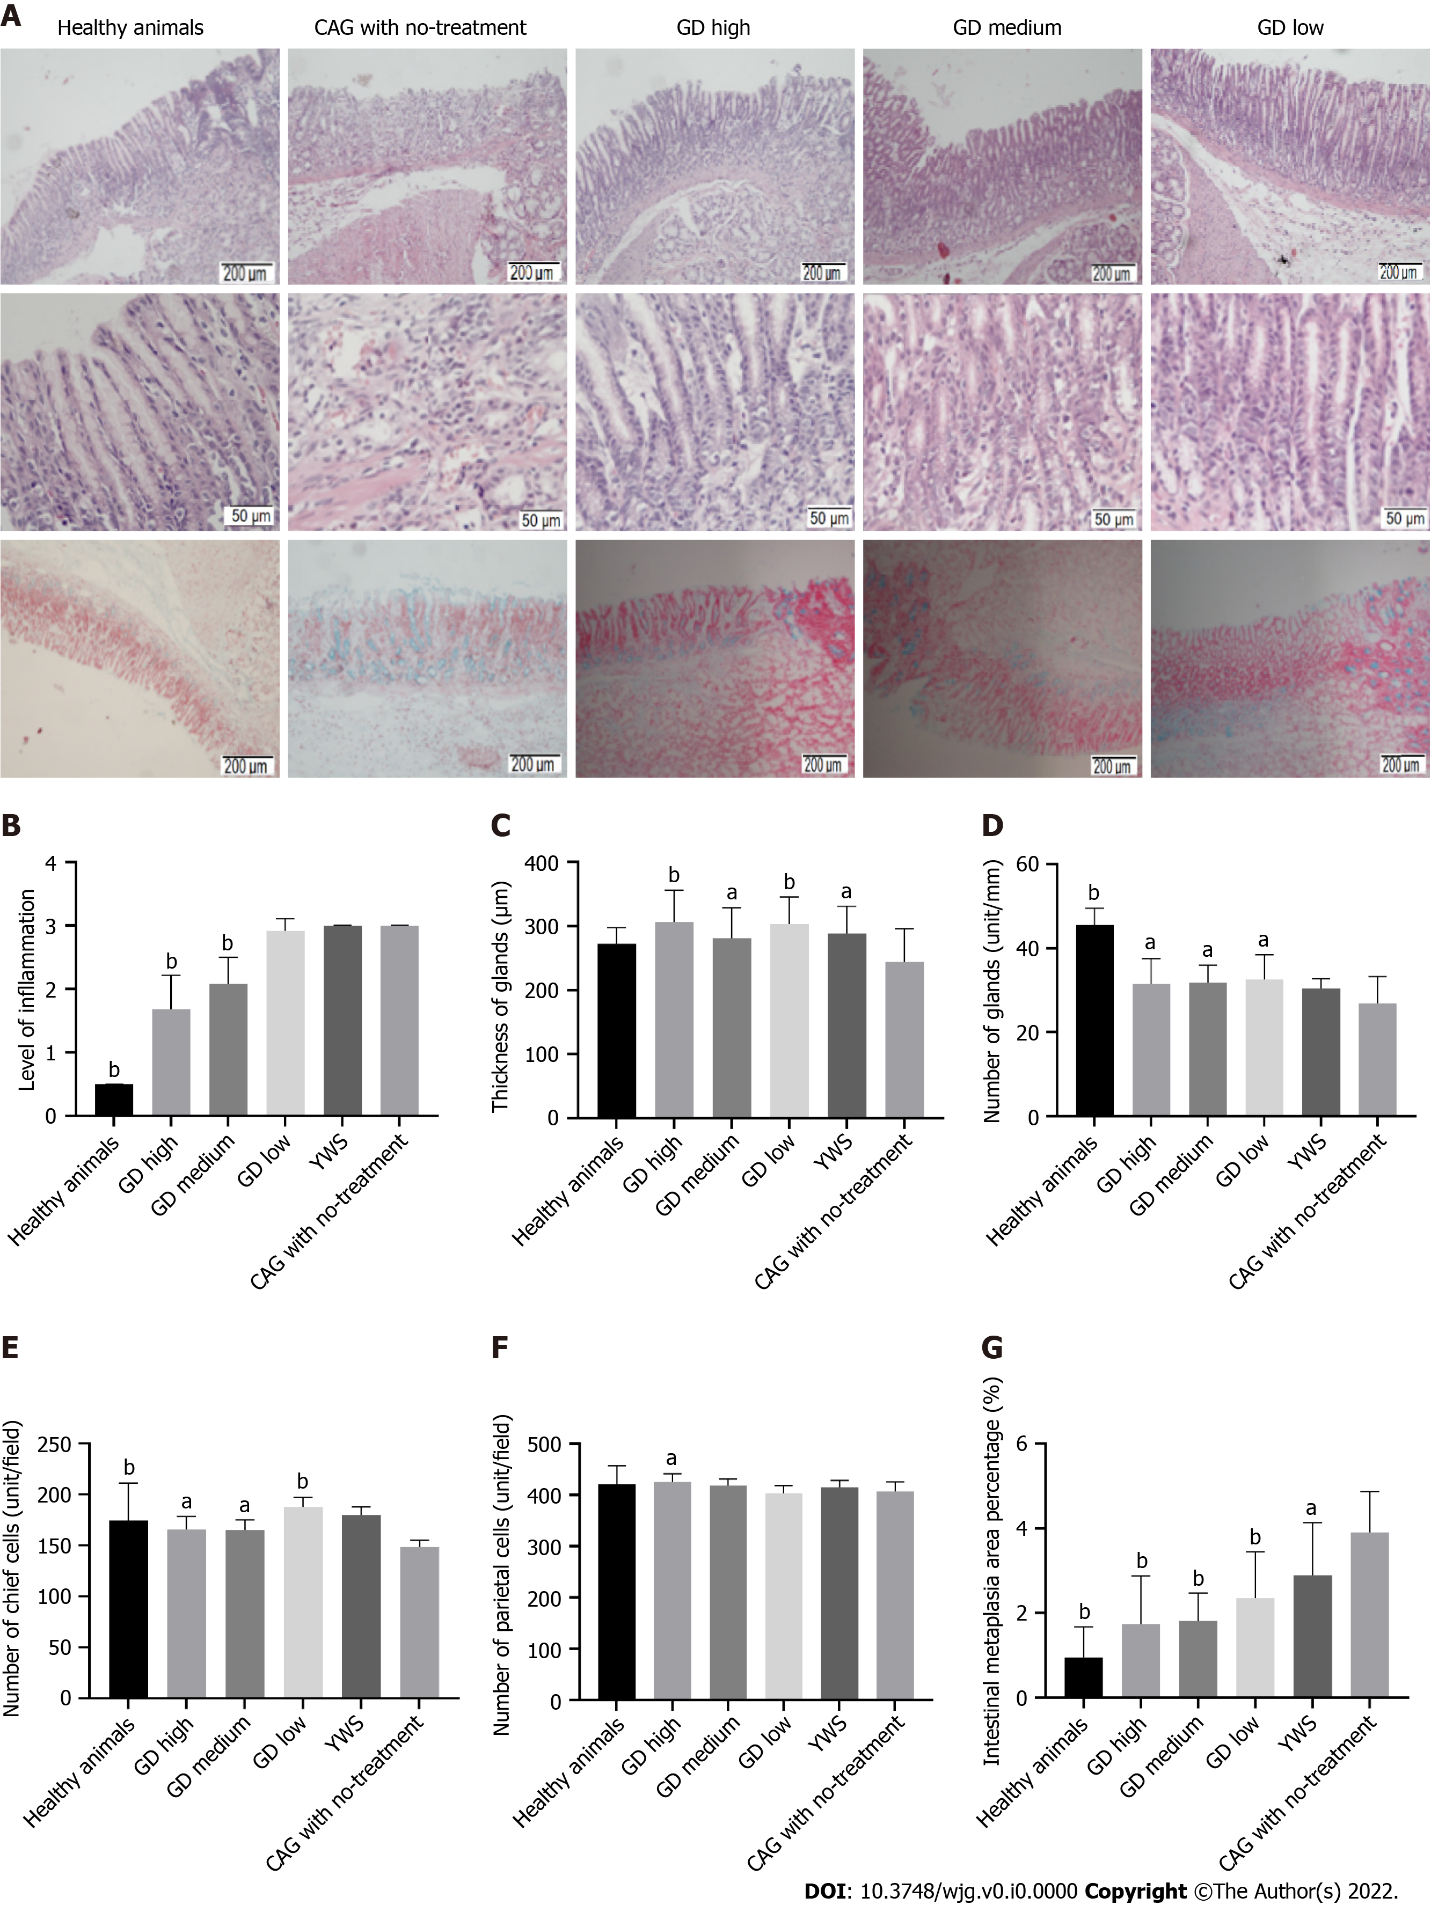 A
Healthy animals CAG with no-treatment GD high GD medium GD low
200 μm 200 μm 200 μm 200 μm 200 μm
50 μm 50 μm 50 μm 50 μm 50 μm
200 μm 200 μm 200 μm 200 μm 200 μm
B
Level of inflammation
4
3
2
1
0
b b b
Healthy animals GD high GD medium GD low YWS CAG with no-treatment
C
Thickness of glands (μm)
400
300
200
100
0
b a b a
Healthy animals GD high GD medium GD low YWS CAG with no-treatment
D
Number of glands (unit/mm)
60
40
20
0
b a a a
Healthy animals GD high GD medium GD low YWS CAG with no-treatment
E
Number of chief cells (unit/field)
250
200
150
100
50
0
b a a b
Healthy animals GD high GD medium GD low YWS CAG with no-treatment
F
Number of parietal cells (unit/field)
500
400
300
200
100
0
a
Healthy animals GD high GD medium GD low YWS CAG with no-treatment
G
Intestinal metaplasia area percentage (%)
6
4
2
0
b b b b a
Healthy animals GD high GD medium GD low YWS CAG with no-treatment
DOI: 10.3748/wjg.v0.i0.0000 Copyright ©The Author(s) 2022.